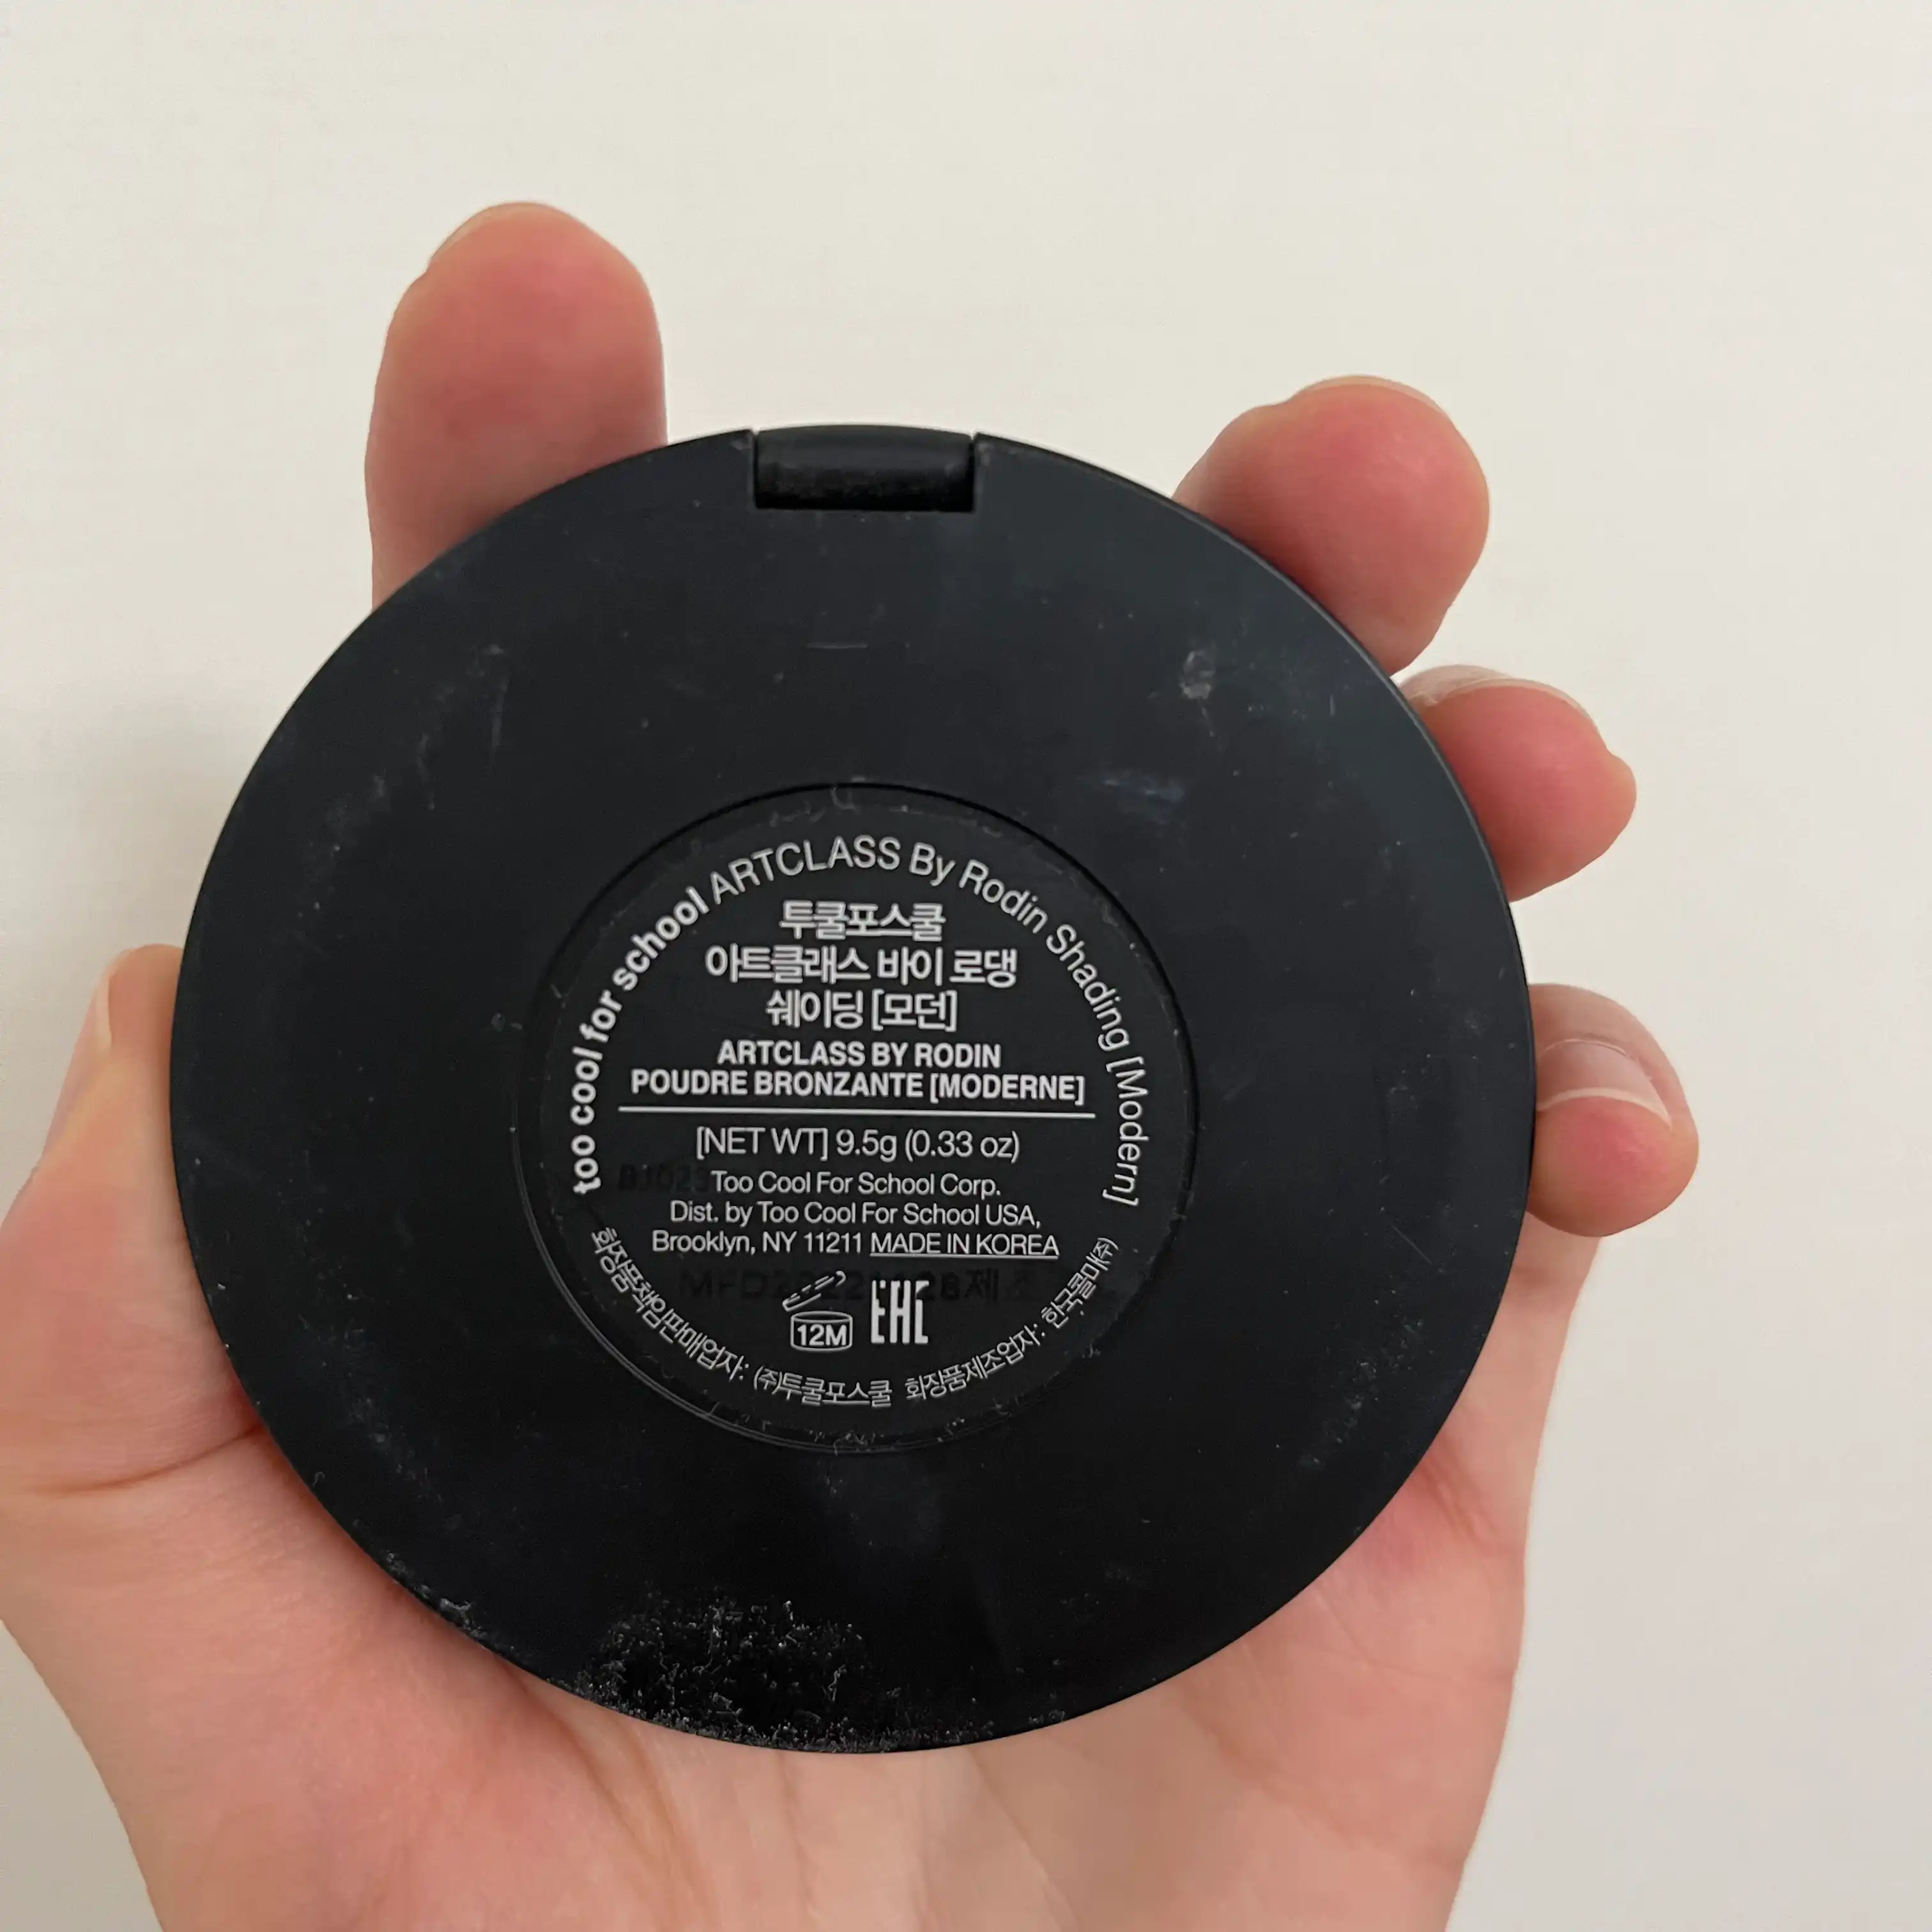 too cool for school ARTCLASS By Rodin Shading [Modern]
투쿨포스쿨
아트클래스 바이 로댕
쉐이딩 [모던]
ARTCLASS BY RODIN
POUDRE BRONZANTE [MODERNE]
[NET WT] 9.5g (0.33 oz)
Too Cool For School Corp.
Dist. by Too Cool For School USA,
Brooklyn, NY 11211 MADE IN KOREA
12M EAC
화장품책임판매업자: (주)투쿨포스쿨 화장품제조업자: 한국콜마(주)